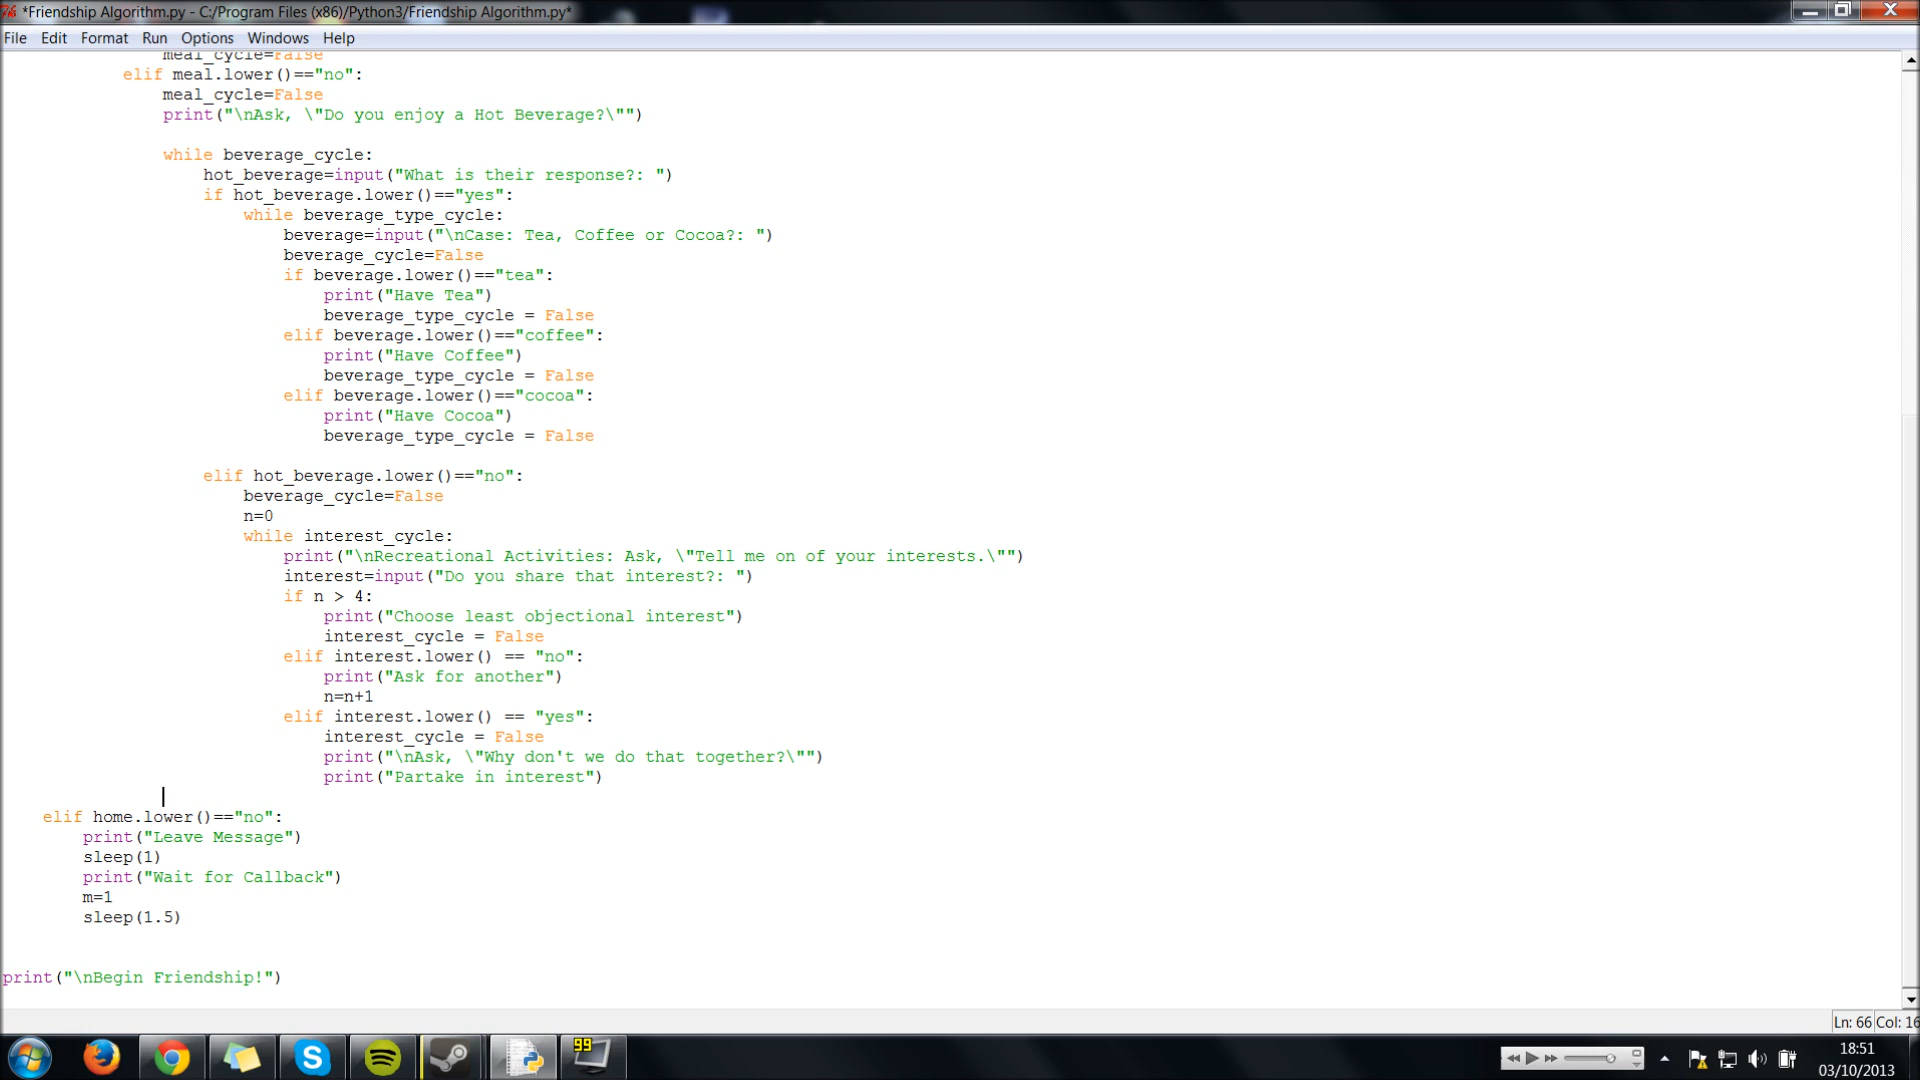 *Friendship Algorithm.py - C:/Program Files (x86)/Python3/Friendship Algorithm.py*
File Edit Format Run Options Windows Help
meal_cycle=False
elif meal.lower()=="no":
meal_cycle=False
print("\nAsk, \"Do you enjoy a Hot Beverage?\"")
while beverage_cycle:
hot_beverage=input("What is their response?: ")
if hot_beverage.lower()=="yes":
while beverage_type_cycle:
beverage=input("\nCase: Tea, Coffee or Cocoa?: ")
beverage_cycle=False
if beverage.lower()=="tea":
print("Have Tea")
beverage_type_cycle = False
elif beverage.lower()=="coffee":
print("Have Coffee")
beverage_type_cycle = False
elif beverage.lower()=="cocoa":
print("Have Cocoa")
beverage_type_cycle = False
elif hot_beverage.lower()=="no":
beverage_cycle=False
n=0
while interest_cycle:
print("\nRecreational Activities: Ask, \"Tell me on of your interests.\"")
interest=input("Do you share that interest?: ")
if n > 4:
print("Choose least objectional interest")
interest_cycle = False
elif interest.lower() == "no":
print("Ask for another")
n=n+1
elif interest.lower() == "yes":
interest_cycle = False
print("\nAsk, \"Why don't we do that together?\"")
print("Partake in interest")
elif home.lower()=="no":
print("Leave Message")
sleep(1)
print("Wait for Callback")
m=1
sleep(1.5)
print("\nBegin Friendship!")
Ln: 66 Col: 16
99
18:51
03/10/2013